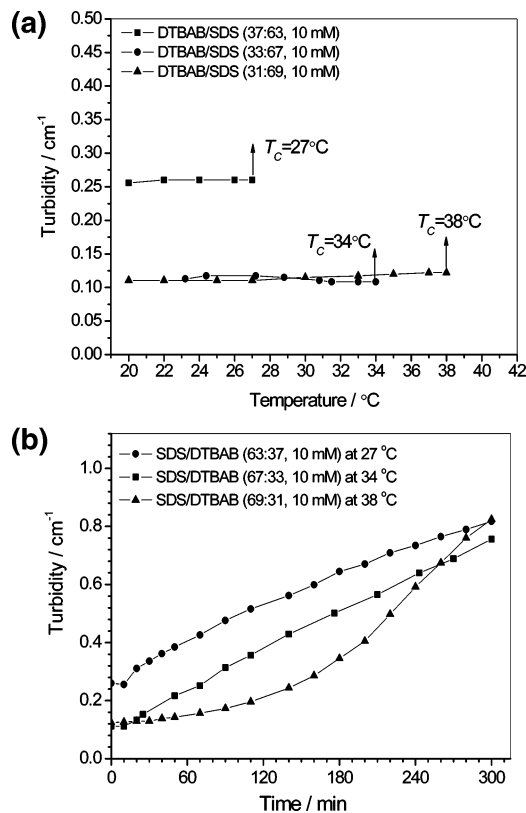 (a)
DTBAB/SDS (37:63, 10 mM)
DTBAB/SDS (33:67, 10 mM)
DTBAB/SDS (31:69, 10 mM)
0.50
0.45
0.40
0.35
0.30
0.25
0.20
0.15
0.10
0.05
0.00
Turbidity / cm⁻¹
T_C=27°C
T_C=34°C
T_C=38°C
20 22 24 26 28 30 32 34 36 38 40 42
Temperature / °C
(b)
SDS/DTBAB (63:37, 10 mM) at 27 °C
SDS/DTBAB (67:33, 10 mM) at 34 °C
SDS/DTBAB (69:31, 10 mM) at 38 °C
1.0
0.8
0.6
0.4
0.2
0.0
Turbidity / cm⁻¹
0 60 120 180 240 300
Time / min